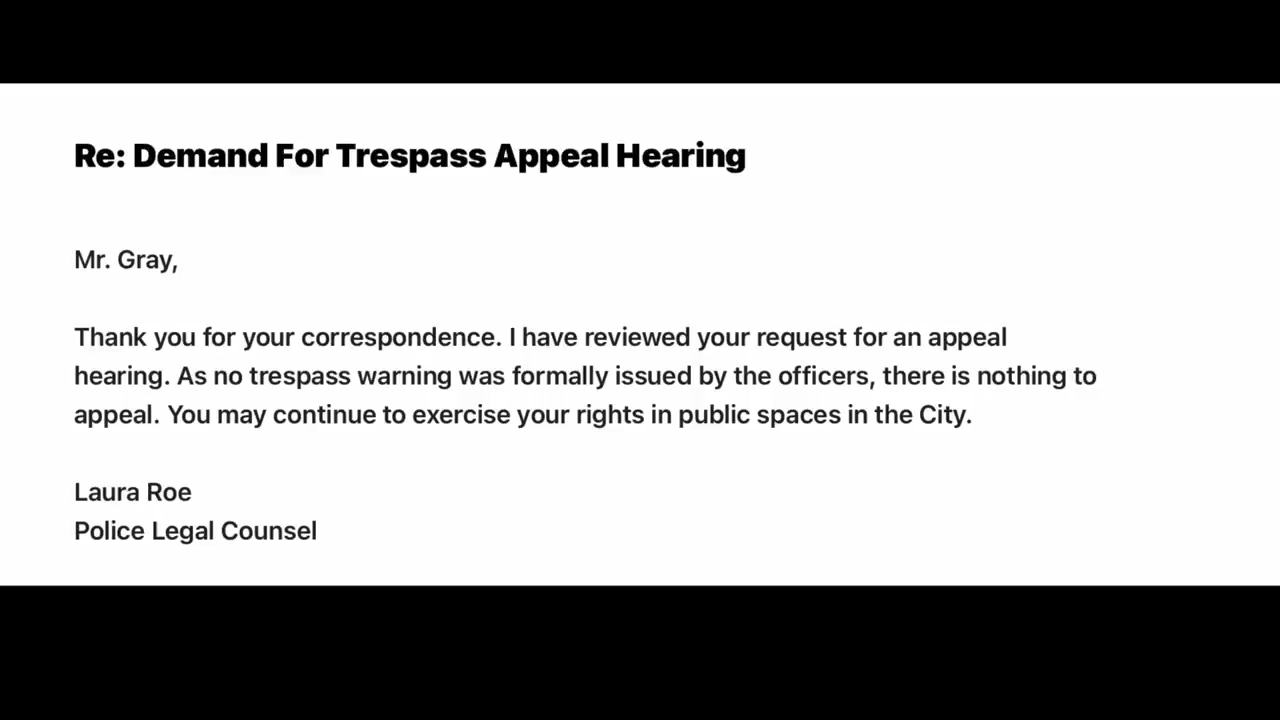 Re: Demand For Trespass Appeal Hearing
Mr. Gray,
Thank you for your correspondence. I have reviewed your request for an appeal
hearing. As no trespass warning was formally issued by the officers, there is nothing to
appeal. You may continue to exercise your rights in public spaces in the City.
Laura Roe
Police Legal Counsel